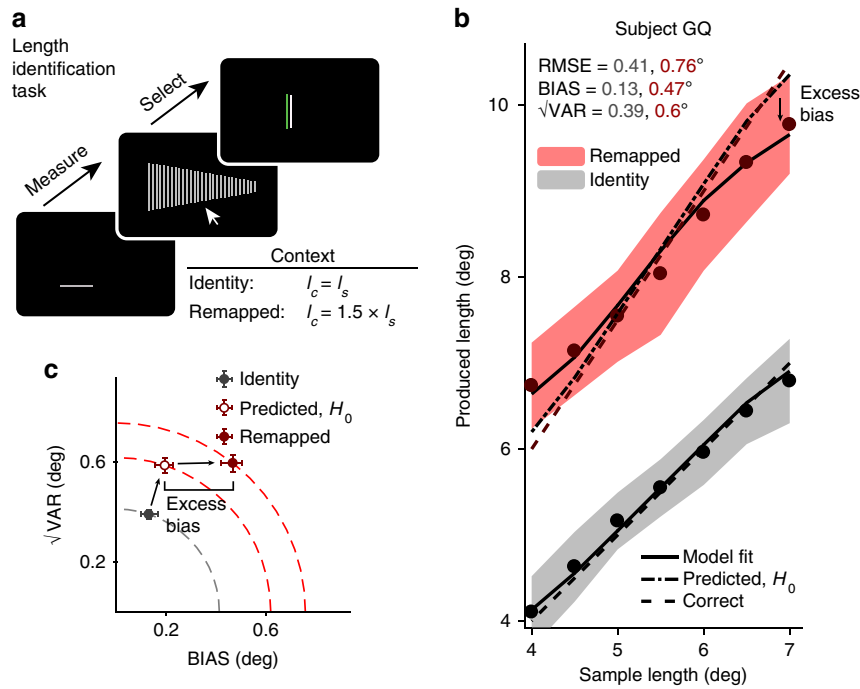 a
Length
identification
task
Measure
Select
Context
Identity: l_c = l_s
Remapped: l_c = 1.5 × l_s
b
Subject GQ
RMSE = 0.41, 0.76°
BIAS = 0.13, 0.47°
√VAR = 0.39, 0.6°
Remapped
Identity
Excess
bias
Produced length (deg)
10
8
6
4
Model fit
Predicted, H_0
Correct
4 5 6 7
Sample length (deg)
c
Identity
Predicted, H_0
Remapped
√VAR (deg)
0.6
0.2
Excess
bias
0.2 0.6
BIAS (deg)